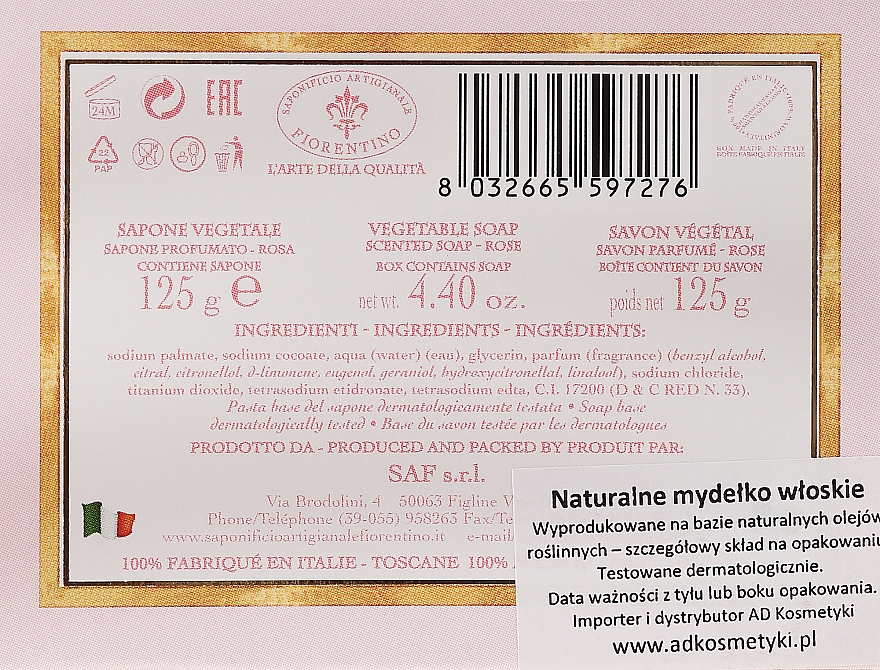 24M
EAC
SAPONIFICIO ARTIGIANALE
FIORENTINO
L'ARTE DELLA QUALITÀ
22
PAP
8 032665 597276
BOX MADE IN ITALY
BOÎTE FABRIQUÉ EN ITALIE
SAPONE VEGETALE
SAPONE PROFUMATO - ROSA
CONTIENE SAPONE
125 g e
VEGETABLE SOAP
SCENTED SOAP - ROSE
BOX CONTAINS SOAP
net wt. 4.40 oz.
SAVON VÉGÉTAL
SAVON PARFUMÉ - ROSE
BOÎTE CONTIENT DU SAVON
poids net 125 g
INGREDIENTI - INGREDIENTS - INGRÉDIENTS:
sodium palmate, sodium cocoate, aqua (water) (eau), glycerin, parfum (fragrance) (benzyl alcohol,
citral, citronellol, d-limonene, eugenol, geraniol, hydroxycitronellal, linalool), sodium chloride,
titanium dioxide, tetrasodium etidronate, tetrasodium edta, C.I. 17200 (D & C RED N. 33).
Pasta base del sapone dermatologicamente testata • Soap base
dermatologically tested • Base du savon testée par les dermatologues
PRODOTTO DA - PRODUCED AND PACKED BY PRODUIT PAR:
SAF s.r.l.
Via Brodolini, 4 50063 Figline V
Phone/Téléphone (39-055) 958263 Fax/Te
www.saponificioartigianalefiorentino.it e-mail
100% FABRIQUÉ EN ITALIE - TOSCANE 100%
Naturalne mydełko włoskie
Wyprodukowane na bazie naturalnych olejów
roślinnych – szczegółowy skład na opakowaniu
Testowane dermatologicznie.
Data ważności z tyłu lub boku opakowania.
Importer i dystrybutor AD Kosmetyki
www.adkosmetyki.pl